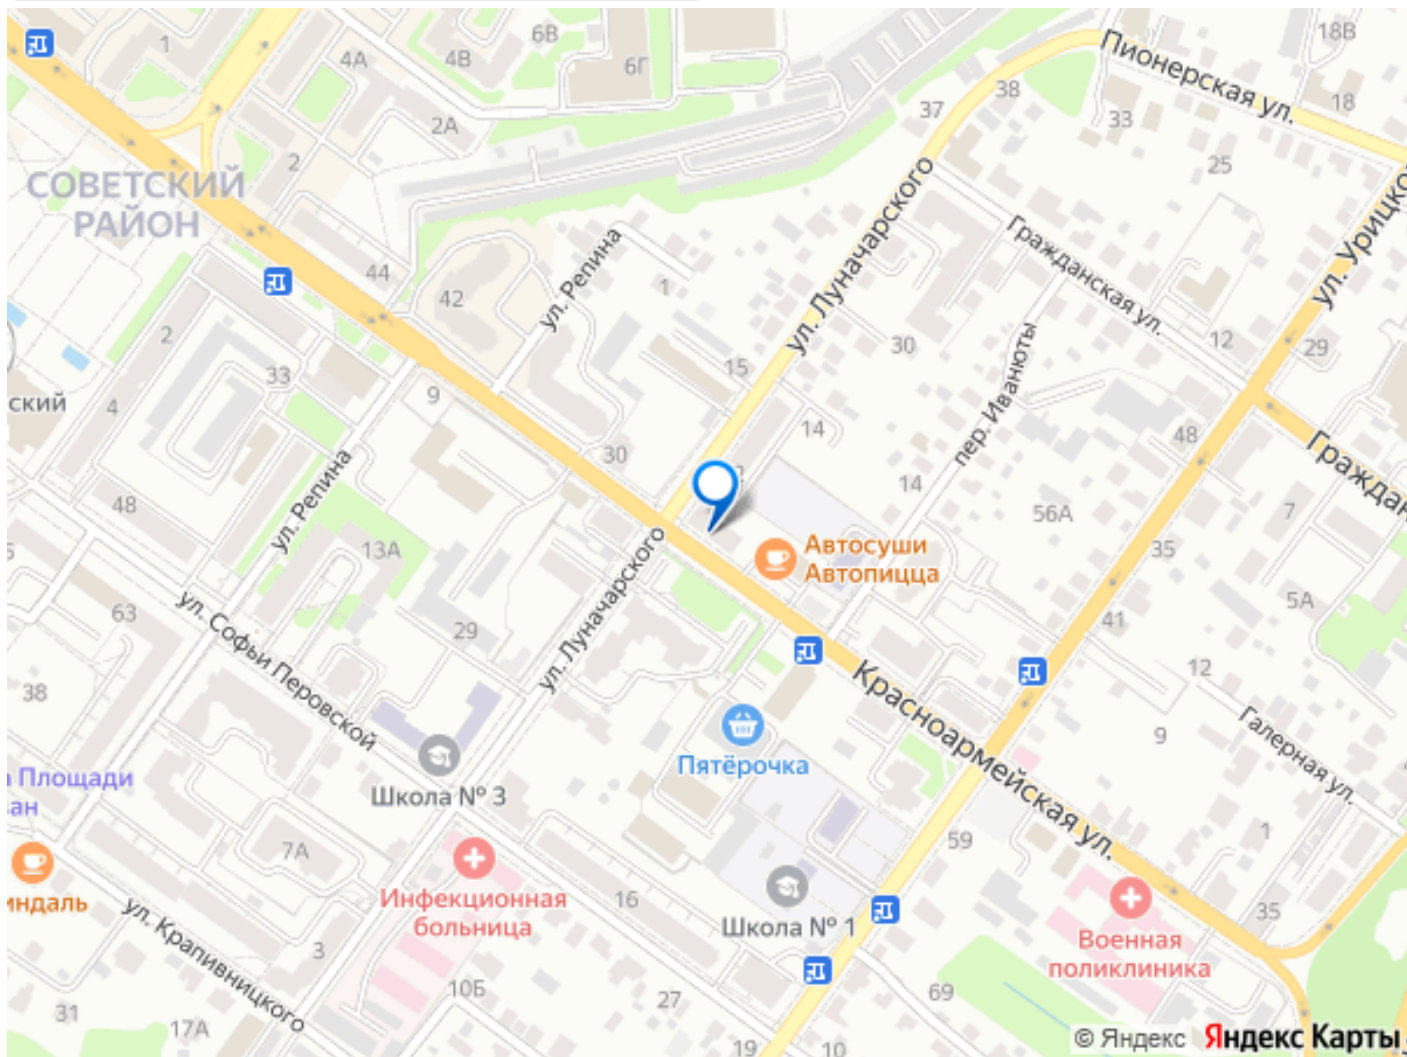 1
4А
4В
6В
6Г
18В
Пионерская ул.
38
37
18
33
2А
2
25
СОВЕТСКИЙ
РАЙОН
ул. Луначарского
Гражданская ул.
ул. Урицко
ул. Репина
44
42
1
2
30
12
29
15
пер. Иванюты
33
9
ский
4
14
48
Граждан
30
14
ул. Репина
48
7
56А
13А
35
Автосуши
Автопицца
ул. Луначарского
63
ул. Софьи Перовской
29
5А
41
12
38
Красноармейская ул.
Галерная ул.
9
Пятёрочка
а Площади
ан
Школа № 3
7А
59
1
индаль
Инфекционная
больница
16
Школа № 1
35
ул. Крапивницкого
3
Военная
поликлиника
10Б
27
69
31
17А
19
10
© Яндекс Яндекс Карты